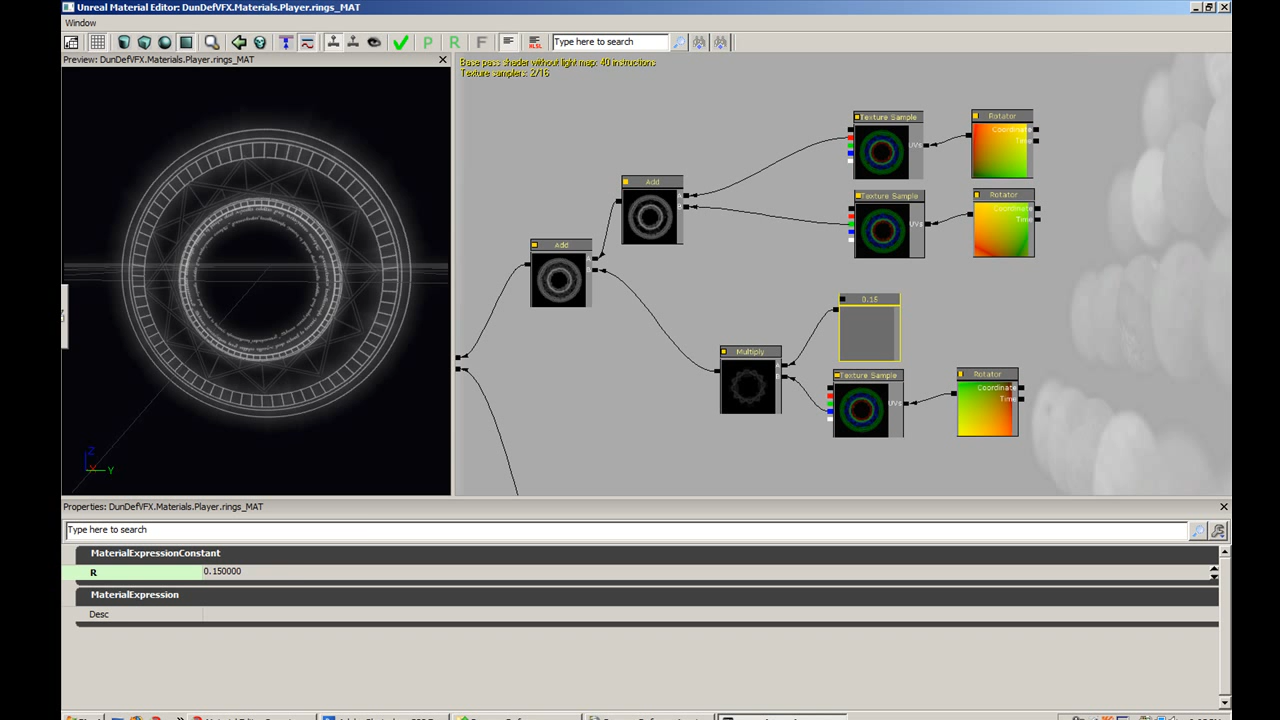 Unreal Material Editor: DunDefVFX.Materials.Player.rings_MAT
Window
Type here to search
Preview: DunDefVFX.Materials.Player.rings_MAT
Base pass shader without light map: 40 instructions
Texture samplers: 2/16
Texture Sample
UVs
Rotator
Coordinate
Time
Add
Texture Sample
UVs
Rotator
Coordinate
Time
Add
0.15
Multiply
Texture Sample
UVs
Rotator
Coordinate
Time
Z
X
Y
Properties: DunDefVFX.Materials.Player.rings_MAT
Type here to search
MaterialExpressionConstant
R 0.150000
MaterialExpression
Desc